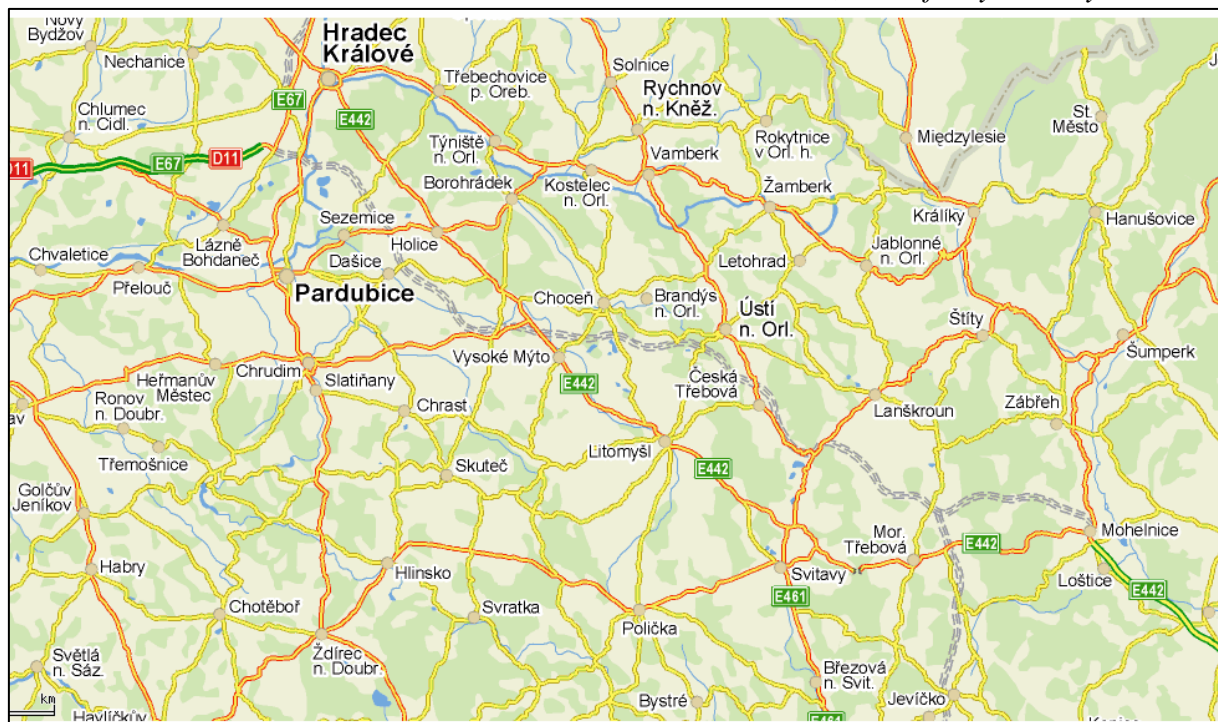 Nový
Bydžov
Nechanice
Hradec
Králové
Třebechovice
p. Oreb.
Solnice
Rychnov
n. Kněž.
Rokytnice
v Orl. h.
Międzylesie
St.
Město
Chlumec
n. Cidl.
E67
E442
D11
E67
D11
Týniště
n. Orl.
Vamberk
Borohrádek
Kostelec
n. Orl.
Žamberk
Králíky
Hanušovice
Sezemice
Holice
Lázně
Bohdaneč
Chvaletice
Přelouč
Dašice
Pardubice
Letohrad
Jablonné
n. Orl.
Choceň
Brandýs
n. Orl.
Ústí
n. Orl.
Štíty
Šumperk
Vysoké Mýto
Heřmanův
Městec
Chrudim
Slatiňany
E442
Česká
Třebová
Lanškroun
Zábřeh
av
Ronov
n. Doubr.
Chrast
Třemošnice
Litomyšl
Skuteč
E442
Golčův
Jeníkov
Mor.
Třebová
E442
Mohelnice
Habry
Hlinsko
Svitavy
E461
Loštice
E442
Chotěboř
Svratka
Polička
Světlá
n. Sáz.
Ždírec
n. Doubr.
Březová
n. Svit.
Jevíčko
km
Havlíčkův
Bystré
E461